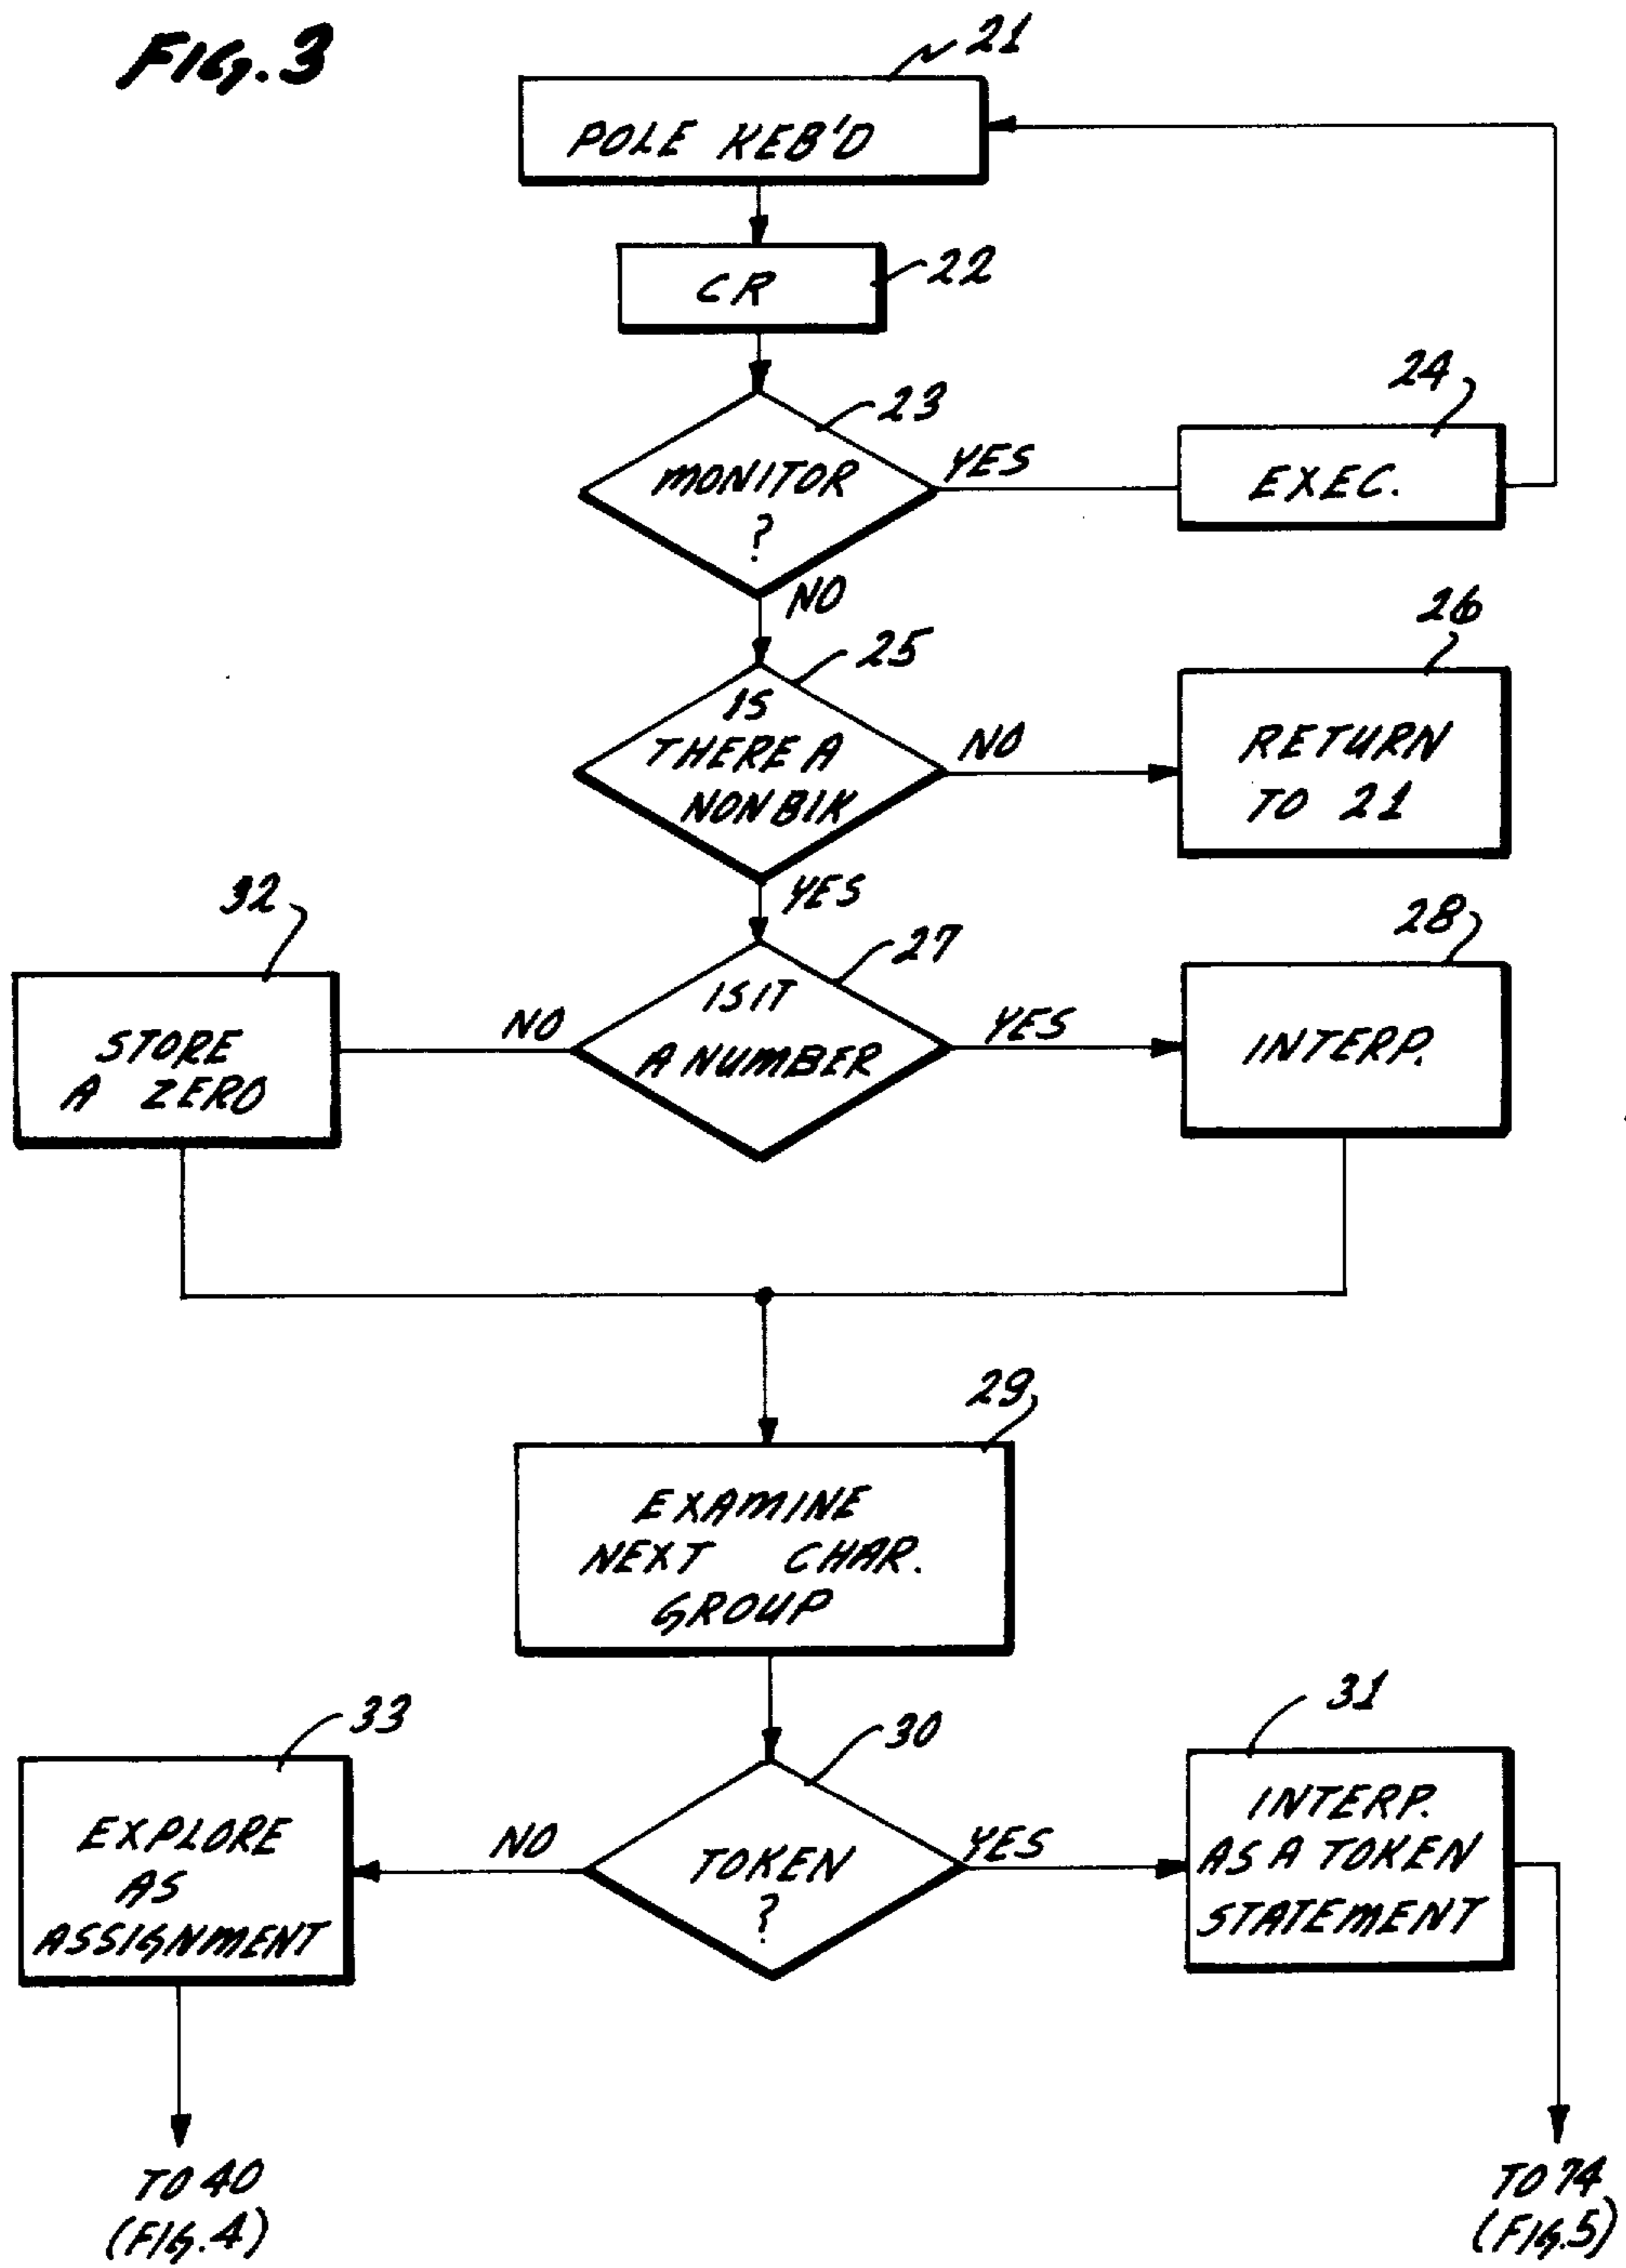 FIG. 3
21
POLE KEB'D
CR
22
23
MONITOR
?
YES
24
EXEC.
NO
25
IS
THERE A
NON BIK
NO
26
RETURN
TO 21
YES
32
STORE
A ZERO
NO
27
IS IT
A NUMBER
YES
28
INTERP.
29
EXAMINE
NEXT CHAR.
GROUP
33
EXPLORE
AS
ASSIGNMENT
NO
30
TOKEN
?
YES
31
INTERP.
AS A TOKEN
STATEMENT
TO 40
(FIG. 4)
TO 74
(FIG. 5)